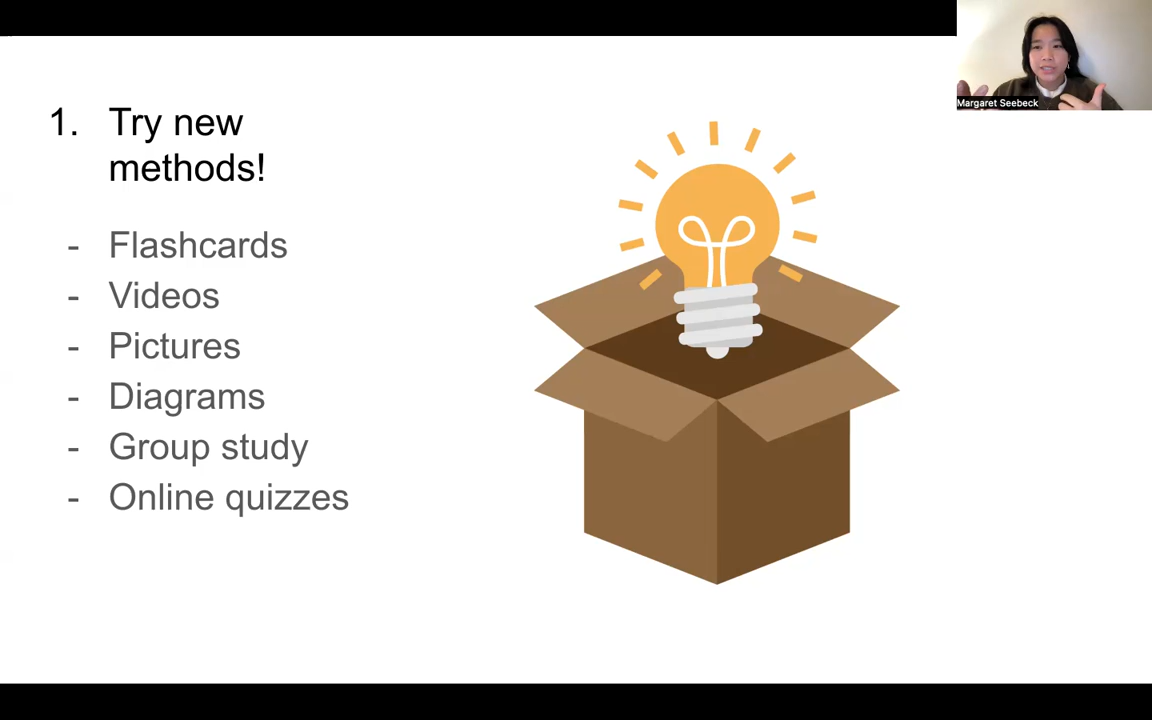 1. Try new
methods!
- Flashcards
- Videos
- Pictures
- Diagrams
- Group study
- Online quizzes
Margaret Seebeck